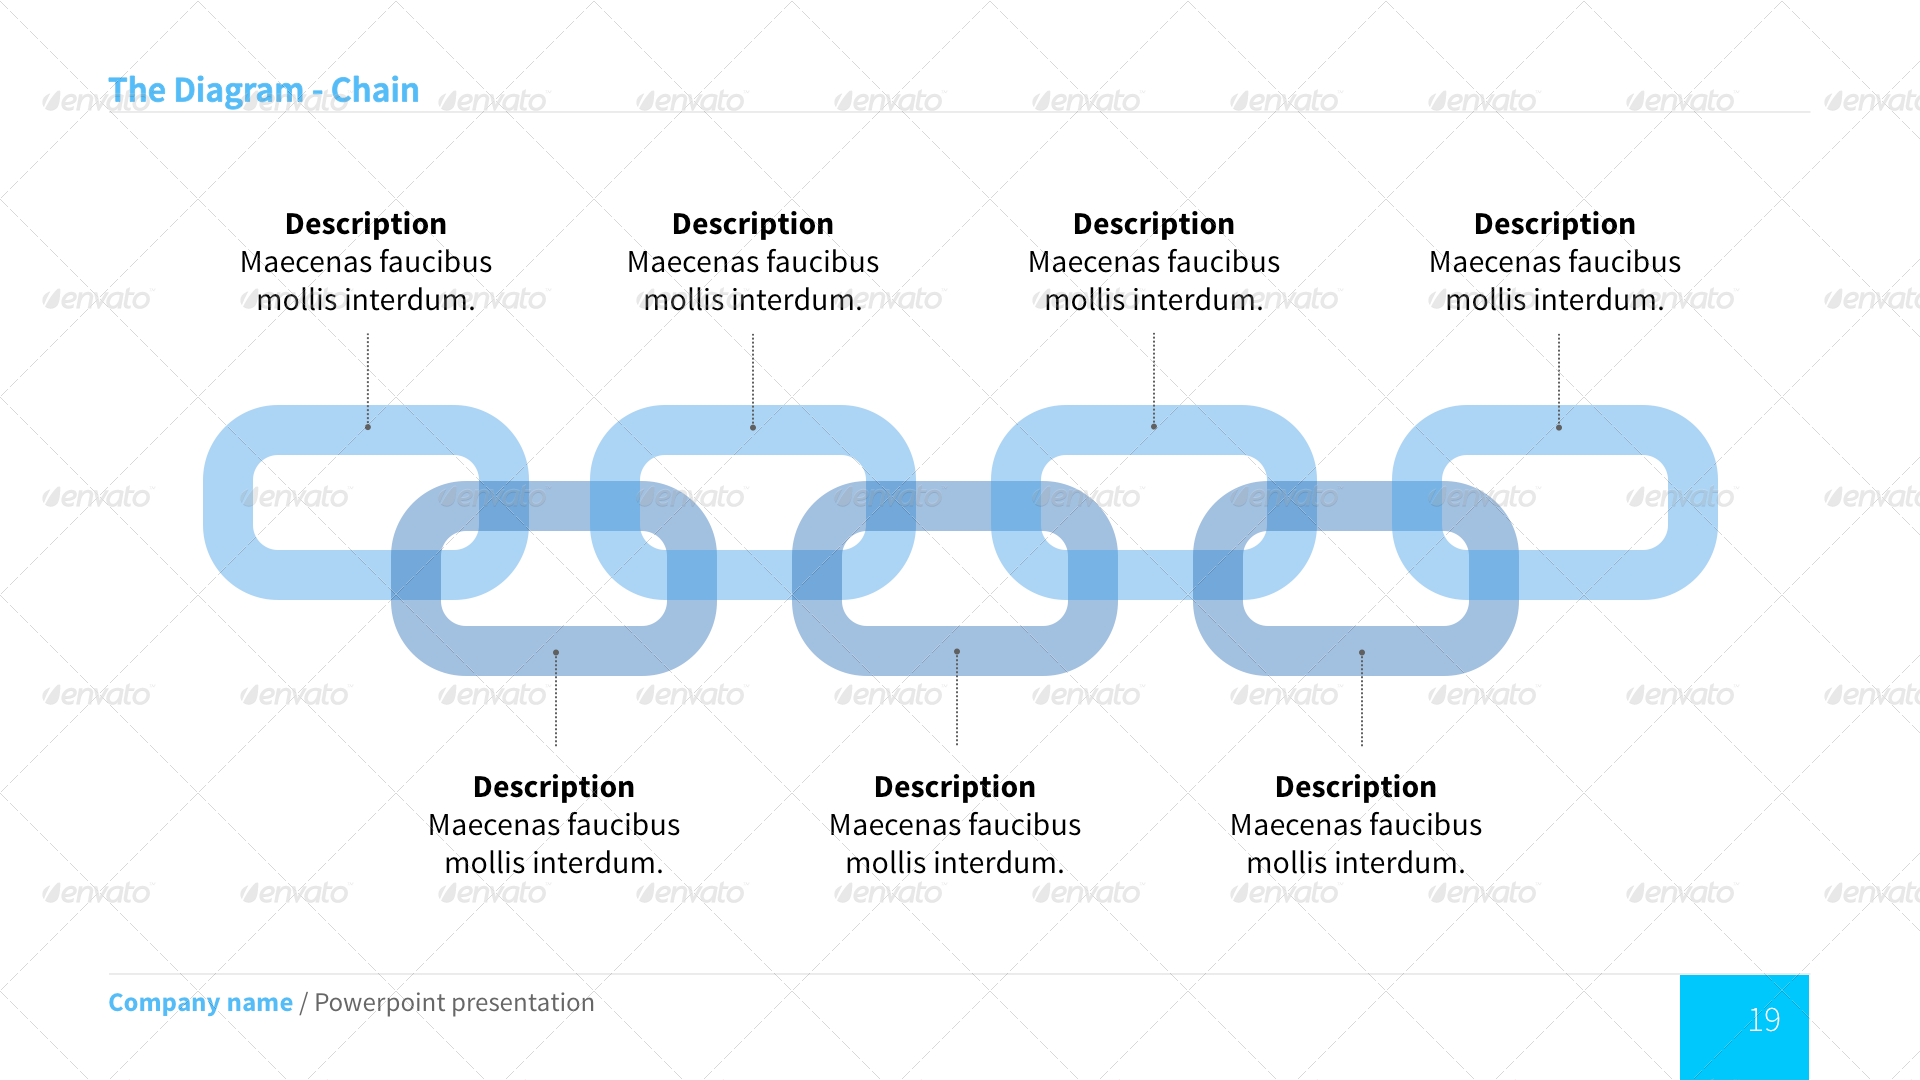 The Diagram - Chain
Description
Maecenas faucibus
mollis interdum.
Description
Maecenas faucibus
mollis interdum.
Description
Maecenas faucibus
mollis interdum.
Description
Maecenas faucibus
mollis interdum.
Description
Maecenas faucibus
mollis interdum.
Description
Maecenas faucibus
mollis interdum.
Description
Maecenas faucibus
mollis interdum.
Company name / Powerpoint presentation
19
envato